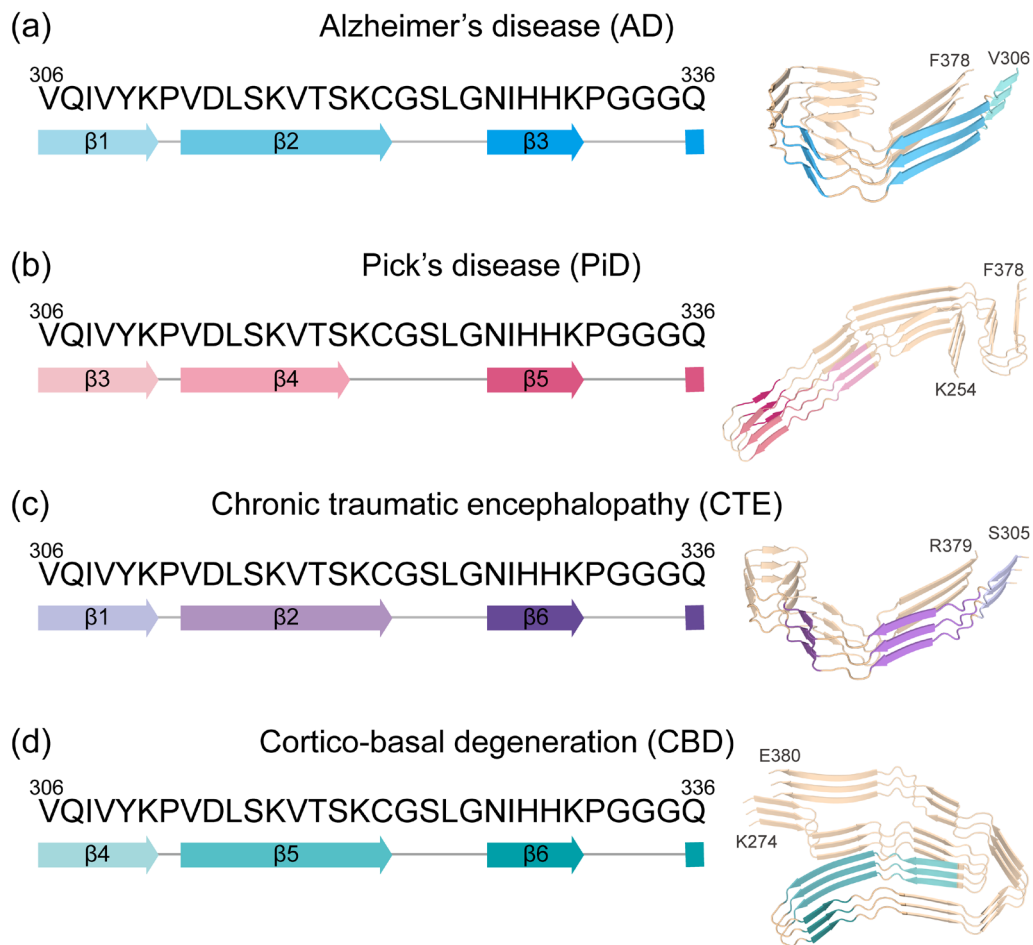 (a) Alzheimer's disease (AD)
306 336
VQIVYKPVDLSKVTSKCGSLGNIHHKPGGGQ
β1 β2 β3
F378 V306
(b) Pick's disease (PiD)
306 336
VQIVYKPVDLSKVTSKCGSLGNIHHKPGGGQ
β3 β4 β5
F378
K254
(c) Chronic traumatic encephalopathy (CTE)
306 336
VQIVYKPVDLSKVTSKCGSLGNIHHKPGGGQ
β1 β2 β6
R379 S305
(d) Cortico-basal degeneration (CBD)
306 336
VQIVYKPVDLSKVTSKCGSLGNIHHKPGGGQ
β4 β5 β6
E380
K274